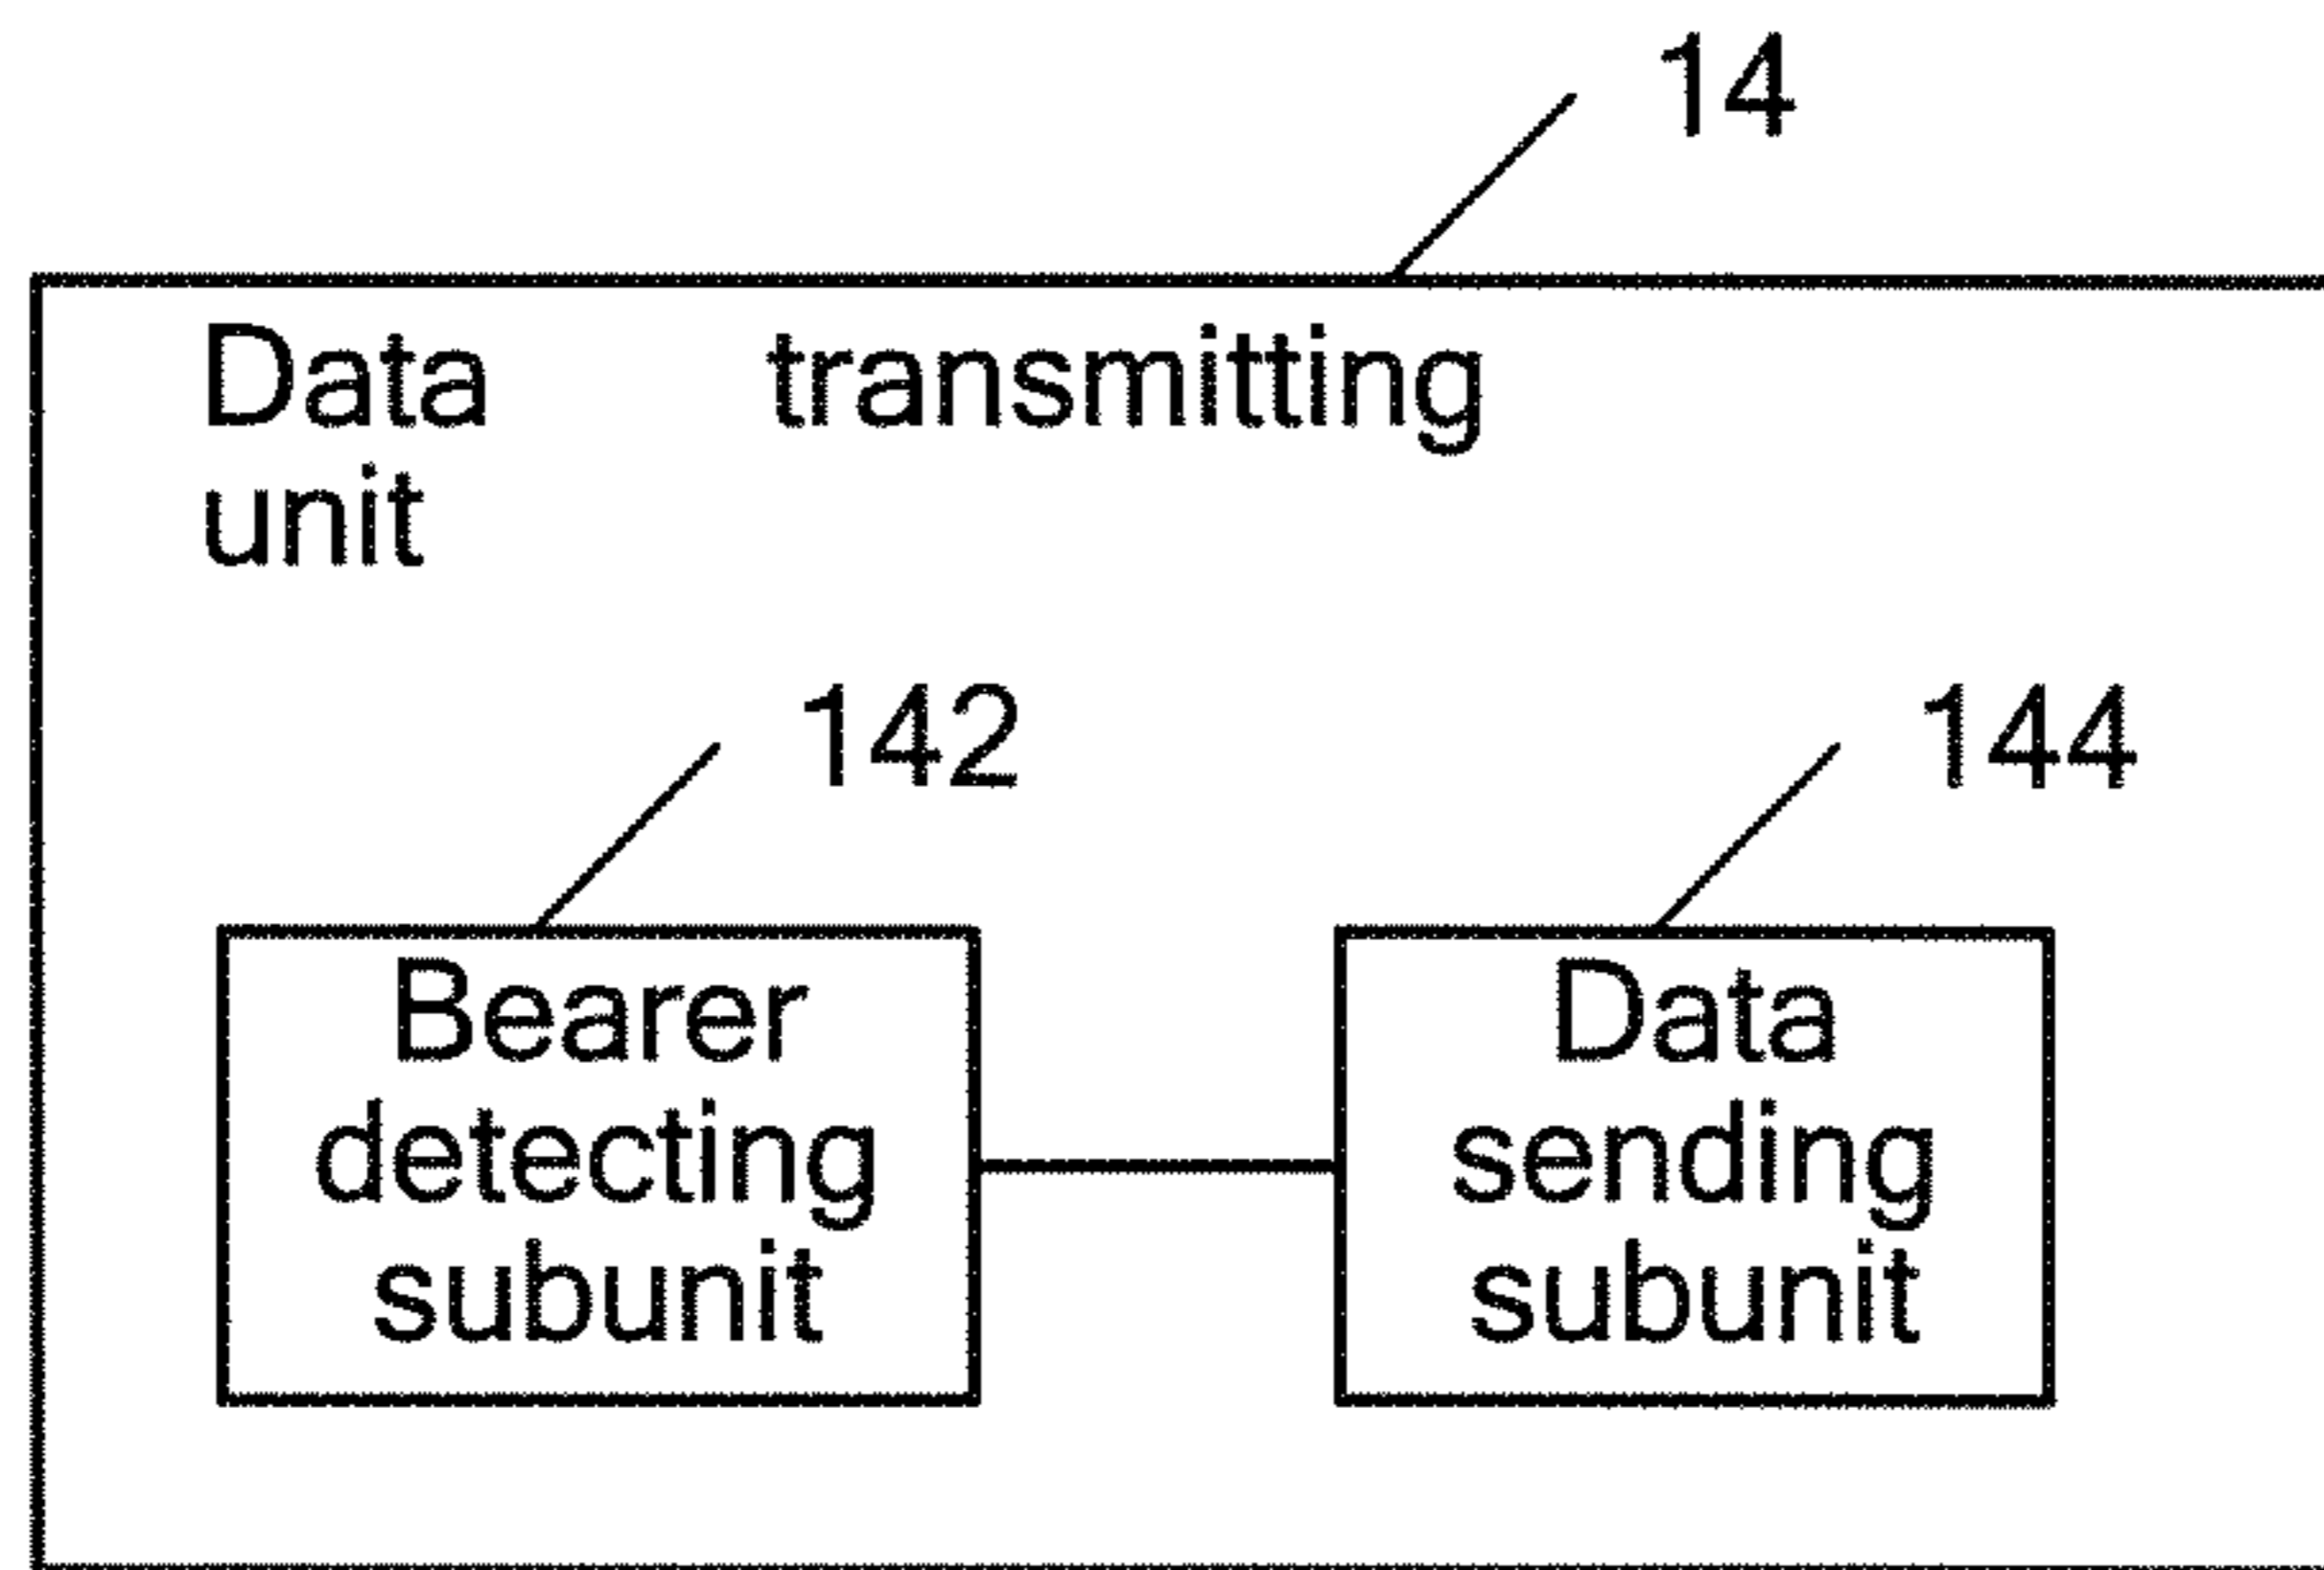 14
Data transmitting
unit
142
144
Bearer
detecting
subunit
Data
sending
subunit